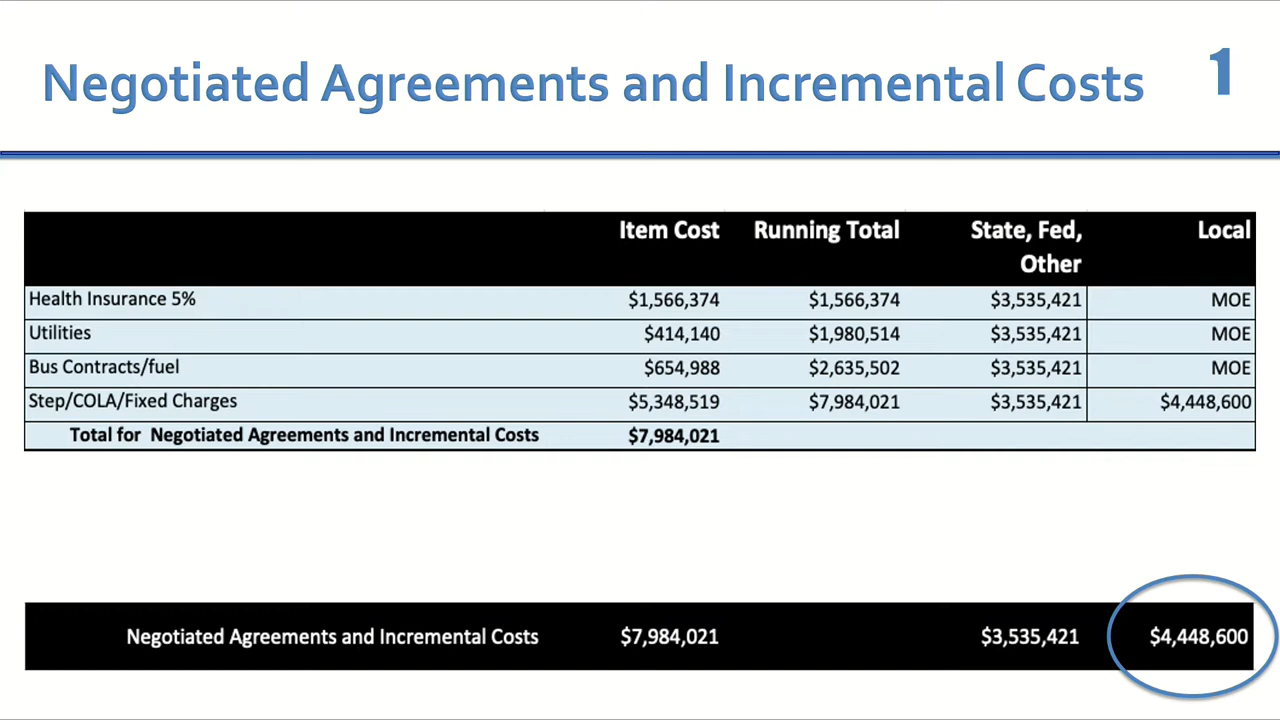 Negotiated Agreements and Incremental Costs 1
Item Cost Running Total State, Fed, Other Local
Health Insurance 5% $1,566,374 $1,566,374 $3,535,421 MOE
Utilities $414,140 $1,980,514 $3,535,421 MOE
Bus Contracts/fuel $654,988 $2,635,502 $3,535,421 MOE
Step/COLA/Fixed Charges $5,348,519 $7,984,021 $3,535,421 $4,448,600
Total for Negotiated Agreements and Incremental Costs $7,984,021
Negotiated Agreements and Incremental Costs $7,984,021 $3,535,421 $4,448,600